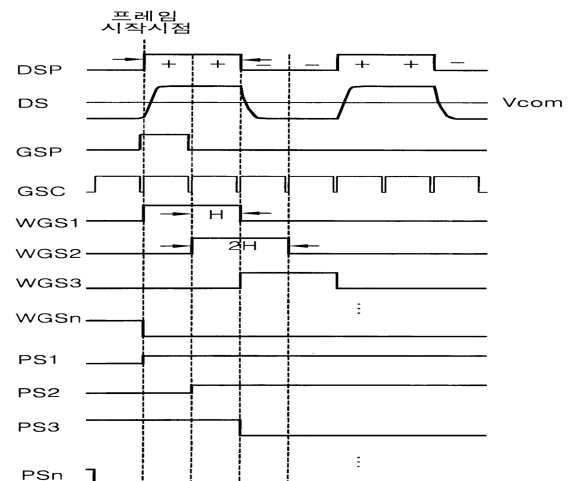 프레임
시작시점
DSP + + − − + + −
DS Vcom
GSP
GSC
WGS1 H
WGS2 2H
WGS3
⋮
WGSn
PS1
PS2
PS3
⋮
PSn